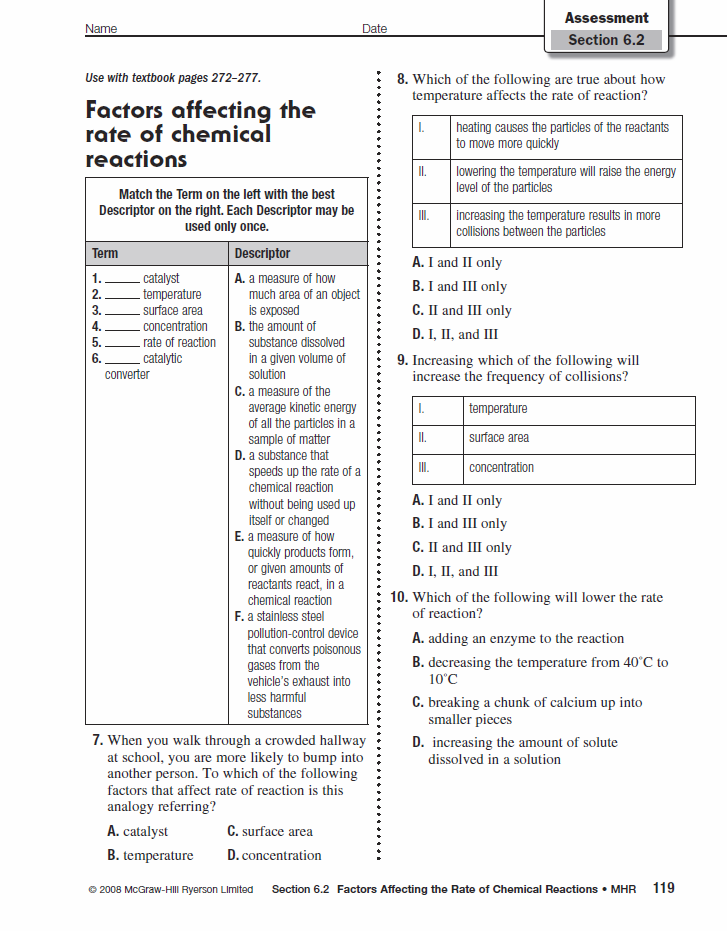 Name Date
Assessment
Section 6.2
Use with textbook pages 272–277.
Factors affecting the
rate of chemical
reactions
Match the Term on the left with the best
Descriptor on the right. Each Descriptor may be
used only once.
Term
1. _____ catalyst
2. _____ temperature
3. _____ surface area
4. _____ concentration
5. _____ rate of reaction
6. _____ catalytic
converter
Descriptor
A. a measure of how
much area of an object
is exposed
B. the amount of
substance dissolved
in a given volume of
solution
C. a measure of the
average kinetic energy
of all the particles in a
sample of matter
D. a substance that
speeds up the rate of a
chemical reaction
without being used up
itself or changed
E. a measure of how
quickly products form,
or given amounts of
reactants react, in a
chemical reaction
F. a stainless steel
pollution-control device
that converts poisonous
gases from the
vehicle's exhaust into
less harmful
substances
7. When you walk through a crowded hallway
at school, you are more likely to bump into
another person. To which of the following
factors that affect rate of reaction is this
analogy referring?
A. catalyst C. surface area
B. temperature D. concentration
8. Which of the following are true about how
temperature affects the rate of reaction?
I. heating causes the particles of the reactants
to move more quickly
II. lowering the temperature will raise the energy
level of the particles
III. increasing the temperature results in more
collisions between the particles
A. I and II only
B. I and III only
C. II and III only
D. I, II, and III
9. Increasing which of the following will
increase the frequency of collisions?
I. temperature
II. surface area
III. concentration
A. I and II only
B. I and III only
C. II and III only
D. I, II, and III
10. Which of the following will lower the rate
of reaction?
A. adding an enzyme to the reaction
B. decreasing the temperature from 40˚C to
10˚C
C. breaking a chunk of calcium up into
smaller pieces
D. increasing the amount of solute
dissolved in a solution
© 2008 McGraw-Hill Ryerson Limited Section 6.2 Factors Affecting the Rate of Chemical Reactions • MHR 119